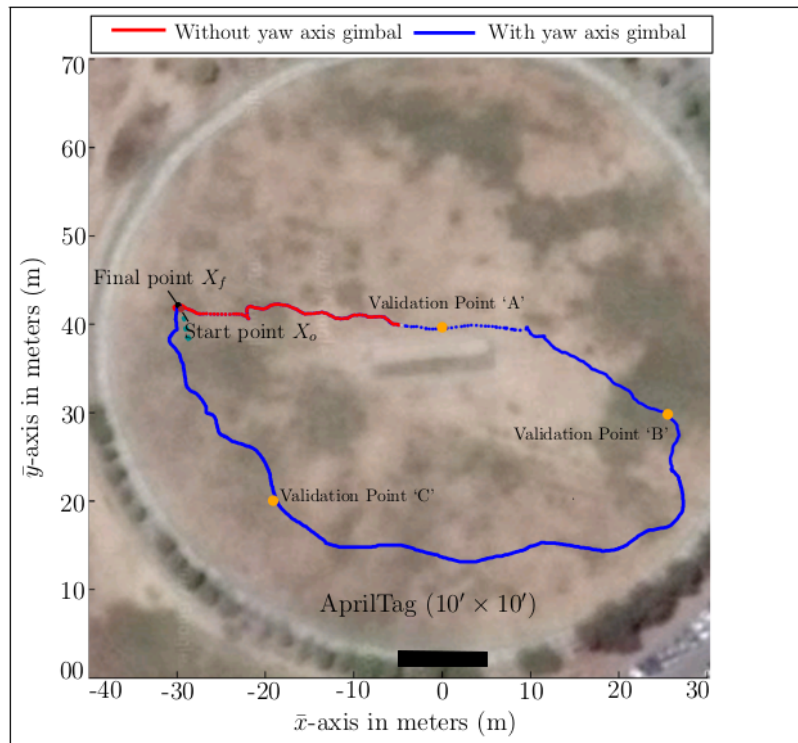 Without yaw axis gimbal With yaw axis gimbal
70
60
50
Final point X_f
Validation Point ‘A’
Start point X_o
40
30
Validation Point ‘B’
Validation Point ‘C’
20
10
AprilTag (10′ × 10′)
00
-40 -30 -20 -10 0 10 20 30
x̄-axis in meters (m)
ȳ-axis in meters (m)